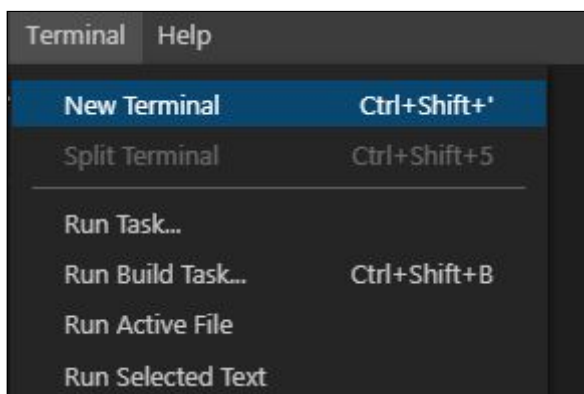 Terminal Help
New Terminal Ctrl+Shift+'
Split Terminal Ctrl+Shift+5
Run Task...
Run Build Task... Ctrl+Shift+B
Run Active File
Run Selected Text